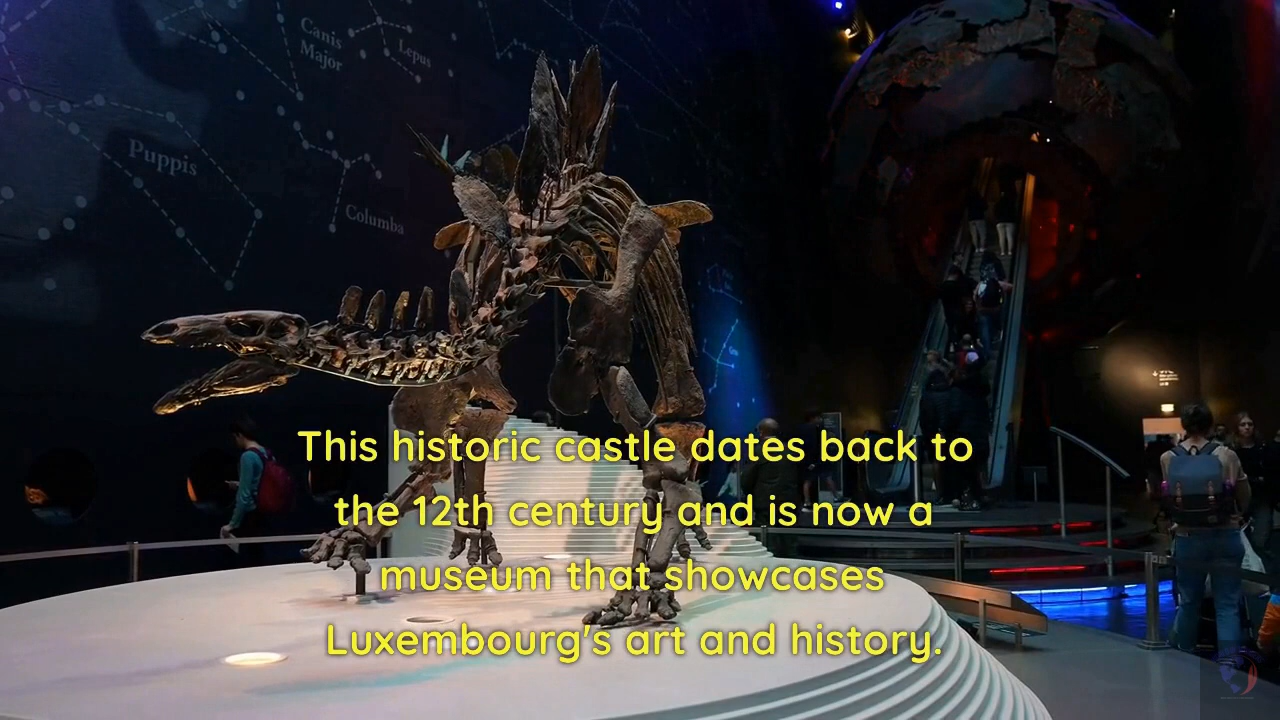 Canis
Major
Lepus
Puppis
Columba
This historic castle dates back to
the 12th century and is now a
museum that showcases
Luxembourg's art and history.